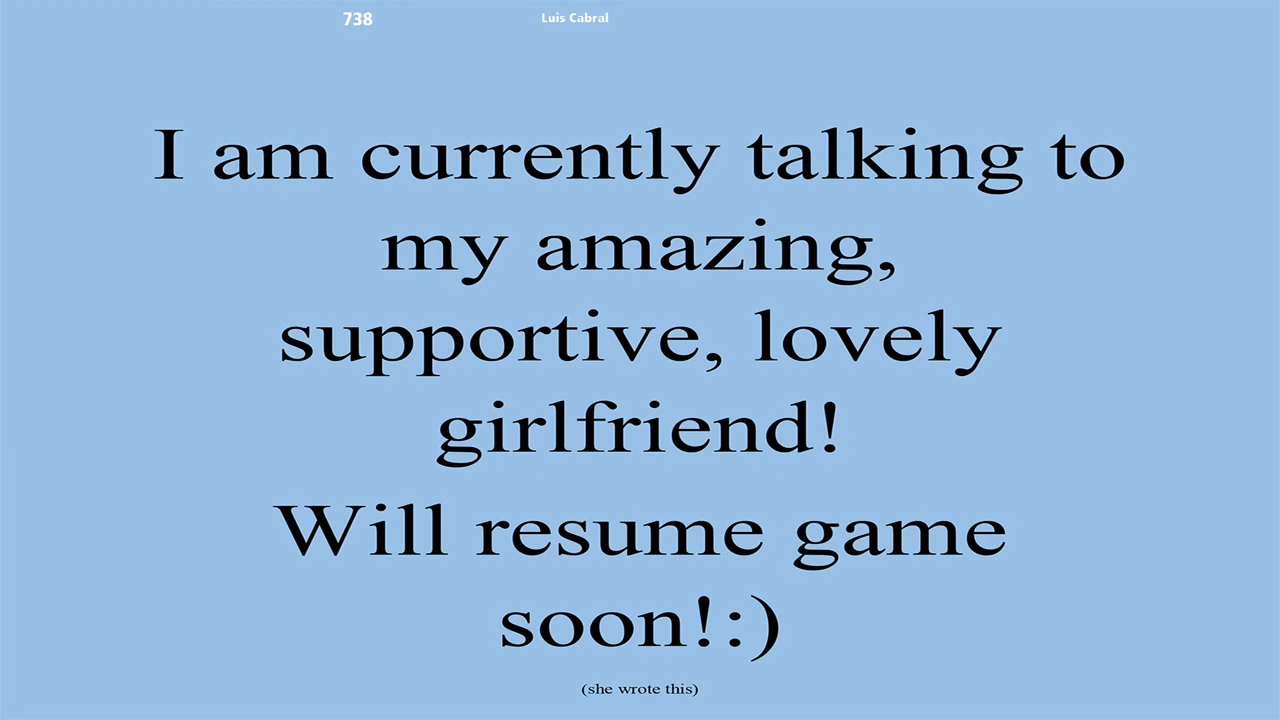 738 Luis Cabral
I am currently talking to
my amazing,
supportive, lovely
girlfriend!
Will resume game
soon!:)
(she wrote this)